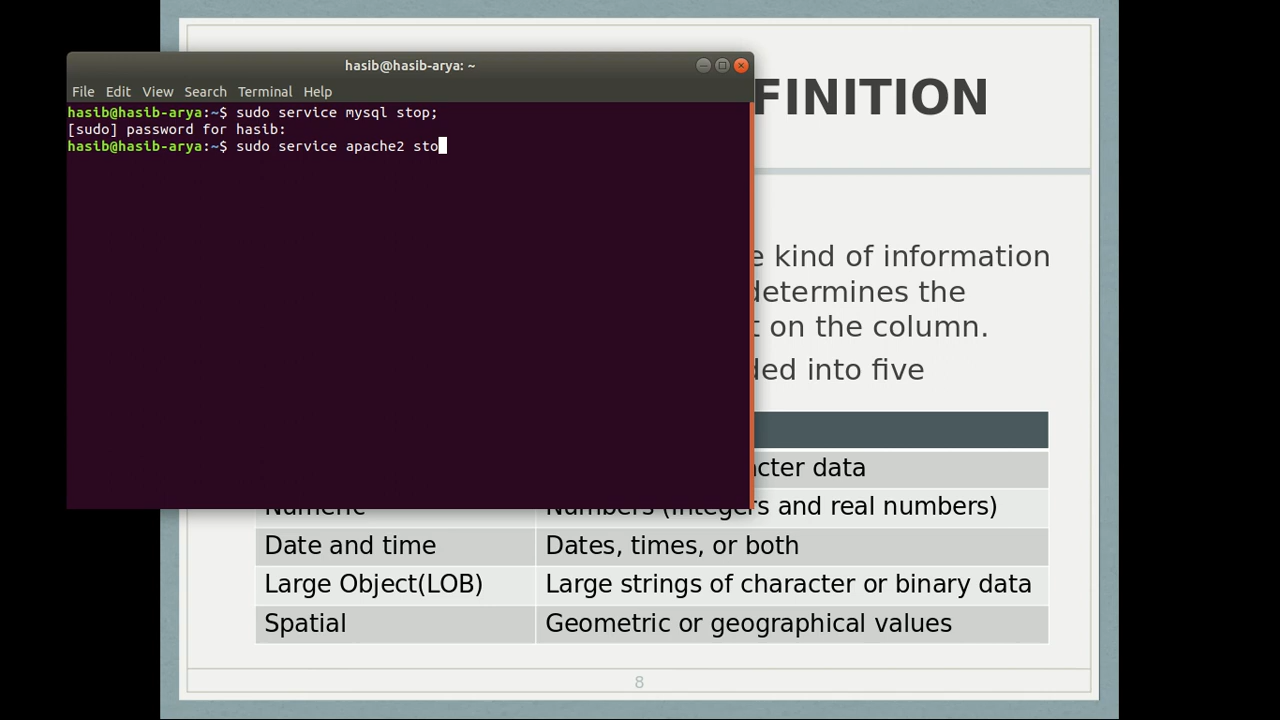 hasib@hasib-arya: ~
File Edit View Search Terminal Help
hasib@hasib-arya:~$ sudo service mysql stop;
[sudo] password for hasib:
hasib@hasib-arya:~$ sudo service apache2 sto
FINITION
e kind of information
determines the
t on the column.
ded into five
cter data
Numeric Numbers (integers and real numbers)
Date and time Dates, times, or both
Large Object(LOB) Large strings of character or binary data
Spatial Geometric or geographical values
8